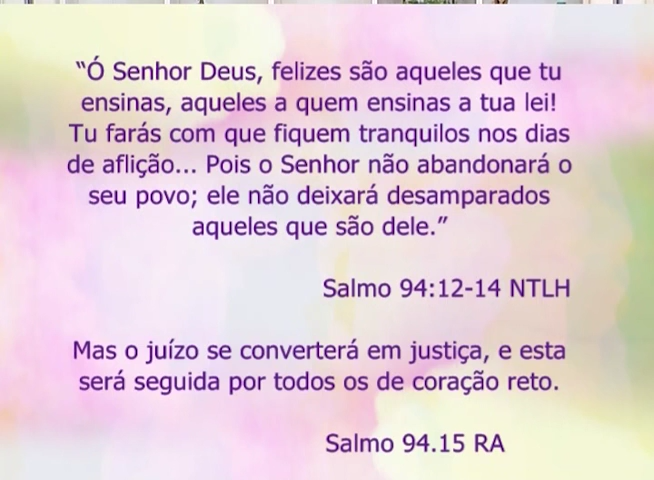 “Ó Senhor Deus, felizes são aqueles que tu
ensinas, aqueles a quem ensinas a tua lei!
Tu farás com que fiquem tranquilos nos dias
de aflição... Pois o Senhor não abandonará o
seu povo; ele não deixará desamparados
aqueles que são dele.”
Salmo 94:12-14 NTLH
Mas o juízo se converterá em justiça, e esta
será seguida por todos os de coração reto.
Salmo 94.15 RA